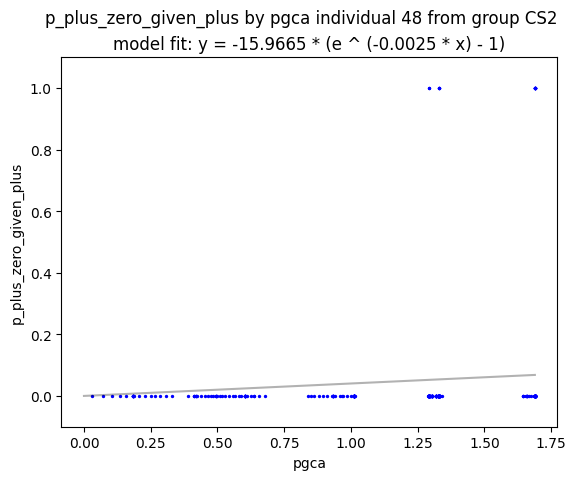 p_plus_zero_given_plus by pgca individual 48 from group CS2
model fit: y = -15.9665 * (e ^ (-0.0025 * x) - 1)
1.0
0.8
0.6
0.4
0.2
0.0
p_plus_zero_given_plus
0.00 0.25 0.50 0.75 1.00 1.25 1.50 1.75
pgca